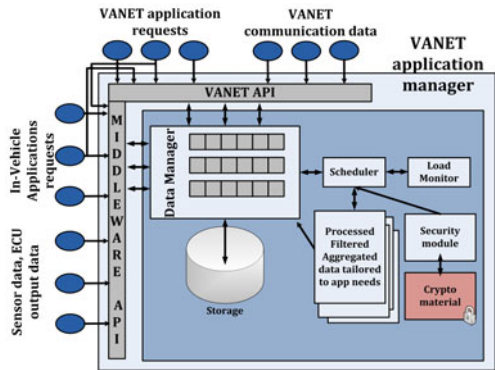 VANET application
requests
VANET
communication data
VANET
application
manager
VANET API
In-Vehicle
Applications
requests
Sensor data, ECU
output data
MIDDLEWARE API
Data Manager
Scheduler
Load
Monitor
Processed
Filtered
Aggregated
data tailored
to app needs
Security
module
Crypto
material
Storage